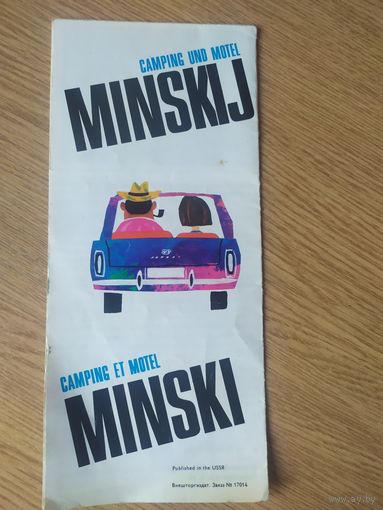 CAMPING UND MOTEL
MINSKIJ
CAMPING ET MOTEL
MINSKI
Published in the USSR
Внешторгиздат. Заказ № 17014